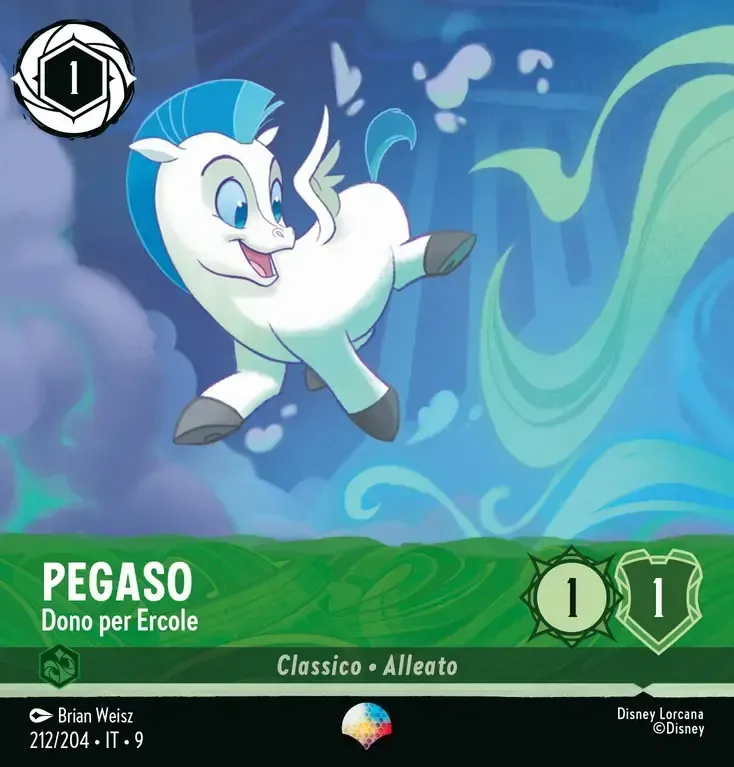 1
PEGASO
Dono per Ercole
1
1
Classico • Alleato
Brian Weisz
212/204 • IT • 9
Disney Lorcana
©Disney